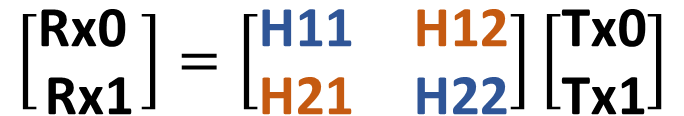 [Rx0] = [H11 H12] [Tx0]
[Rx1] [H21 H22] [Tx1]